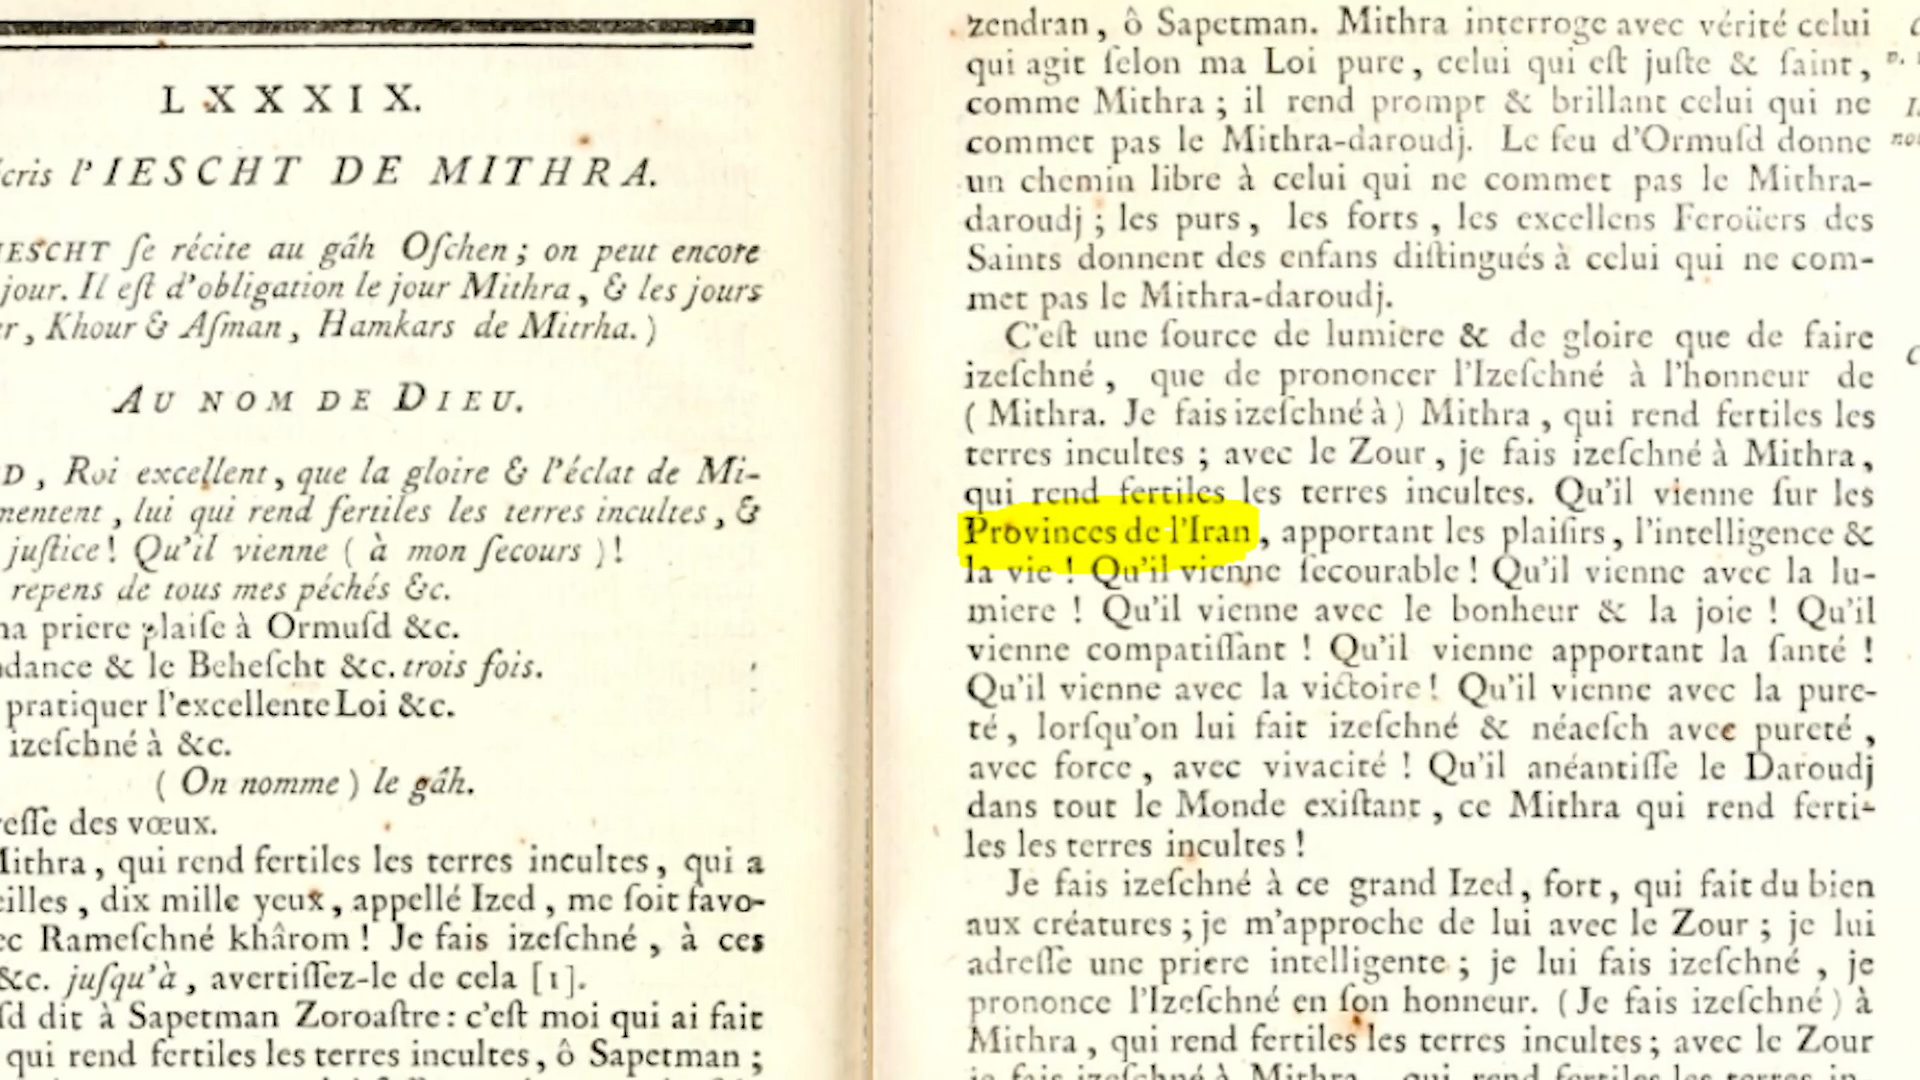 LXXXIX.
l'IESCHT DE MITHRA.
IESCHT ſe récite au gâh Oſchen ; on peut encore
jour. Il eſt d'obligation le jour Mithra , & les jours
, Khour & Aſman , Hamkars de Mitrha. )
AU NOM DE DIEU.
, Roi excellent , que la gloire & l'éclat de Mi-
, lui qui rend fertiles les terres incultes , &
juſtice ! Qu'il vienne ( à mon ſecours ) !
repens de tous mes péchés &c.
priere plaiſe à Ormuſd &c.
& le Beheſcht &c. trois fois.
pratiquer l'excellente Loi &c.
izeſchné à &c.
( On nomme ) le gâh.
des vœux.
Mithra , qui rend fertiles les terres incultes , qui a
, dix mille yeux , appellé Ized , me ſoit favo-
Rameſchné khârom ! Je fais izeſchné , à ces
&c. juſqu'à , avertiſſez-le de cela [1].
dit à Sapetman Zoroaſtre : c'eſt moi qui ai fait
qui rend fertiles les terres incultes , ô Sapetman ;
zendran , ô Sapetman. Mithra interroge avec vérité celui
qui agit ſelon ma Loi pure , celui qui eſt juſte & ſaint ,
comme Mithra ; il rend prompt & brillant celui qui ne
commet pas le Mithra-daroudj. Le feu d'Ormuſd donne
un chemin libre à celui qui ne commet pas le Mithra-
daroudj ; les purs , les forts , les excellens Feroüers des
Saints donnent des enfans diſtingués à celui qui ne com-
met pas le Mithra-daroudj.
C'eſt une ſource de lumiere & de gloire que de faire
izeſchné , que de prononcer l'Izeſchné à l'honneur de
( Mithra. Je fais izeſchné à ) Mithra , qui rend fertiles les
terres incultes ; avec le Zour , je fais izeſchné à Mithra ,
qui rend fertiles les terres incultes. Qu'il vienne ſur les
Provinces de l'Iran , apportant les plaiſirs , l'intelligence &
la vie ! Qu'il vienne ſecourable ! Qu'il vienne avec la lu-
miere ! Qu'il vienne avec le bonheur & la joie ! Qu'il
vienne compatiſſant ! Qu'il vienne apportant la ſanté !
Qu'il vienne avec la victoire ! Qu'il vienne avec la pure-
té , lorſqu'on lui fait izeſchné & néaeſch avec pureté ,
avec force , avec vivacité ! Qu'il anéantiſſe le Daroudj
dans tout le Monde exiſtant , ce Mithra qui rend ferti-
les les terres incultes !
Je fais izeſchné à ce grand Ized , fort , qui fait du bien
aux créatures ; je m'approche de lui avec le Zour ; je lui
adreſſe une priere intelligente ; je lui fais izeſchné , je
prononce l'Izeſchné en ſon honneur. ( Je fais izeſchné ) à
Mithra , qui rend fertiles les terres incultes ; avec le Zour